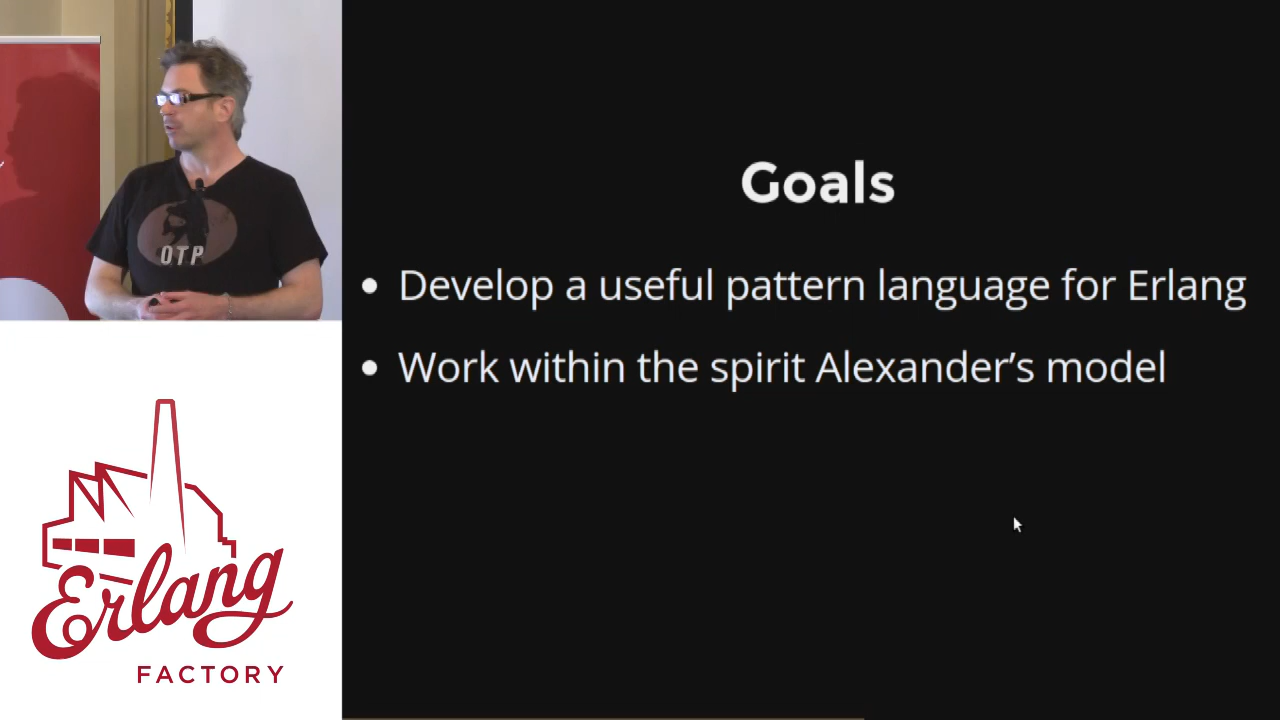 OTP
Goals
Develop a useful pattern language for Erlang
Work within the spirit Alexander’s model
Erlang
FACTORY